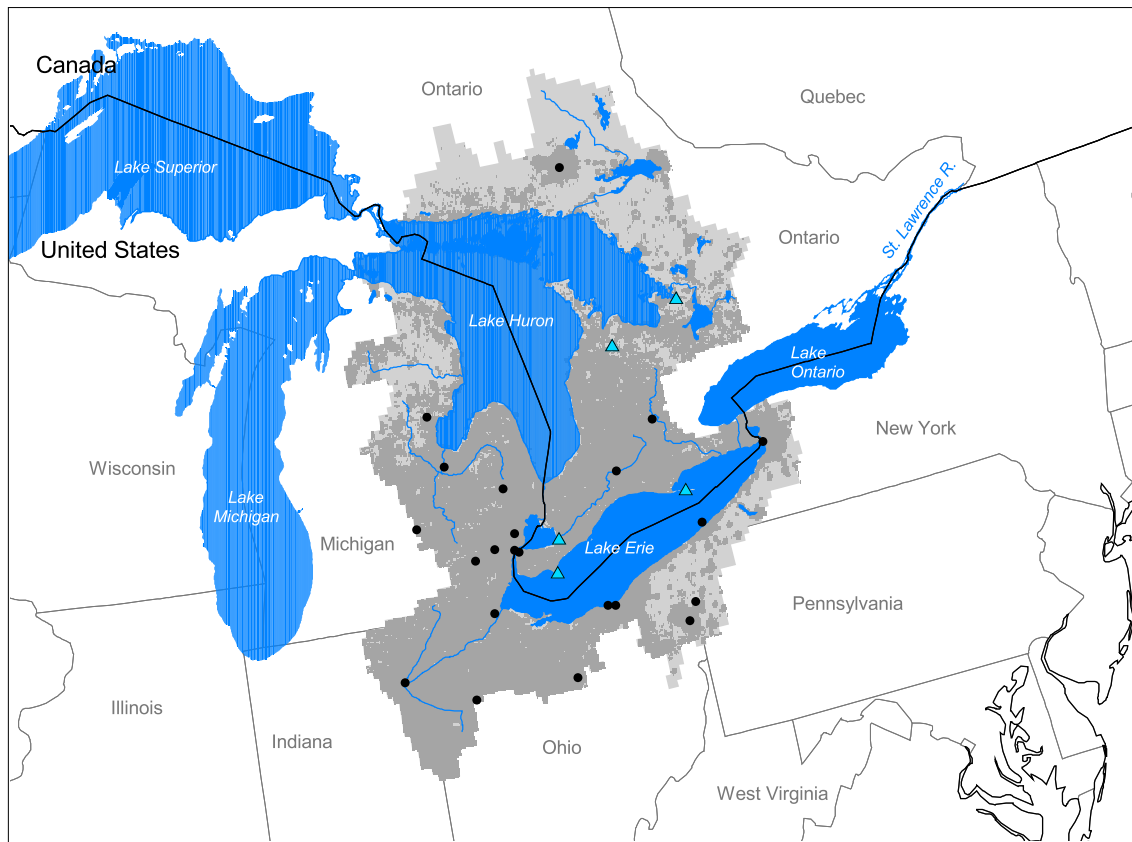 Canada
Ontario
Quebec
Lake Superior
St. Lawrence R.
Ontario
United States
Lake Huron
Lake
Ontario
New York
Wisconsin
Lake
Michigan
Michigan
Lake Erie
Pennsylvania
Illinois
Indiana
Ohio
West Virginia